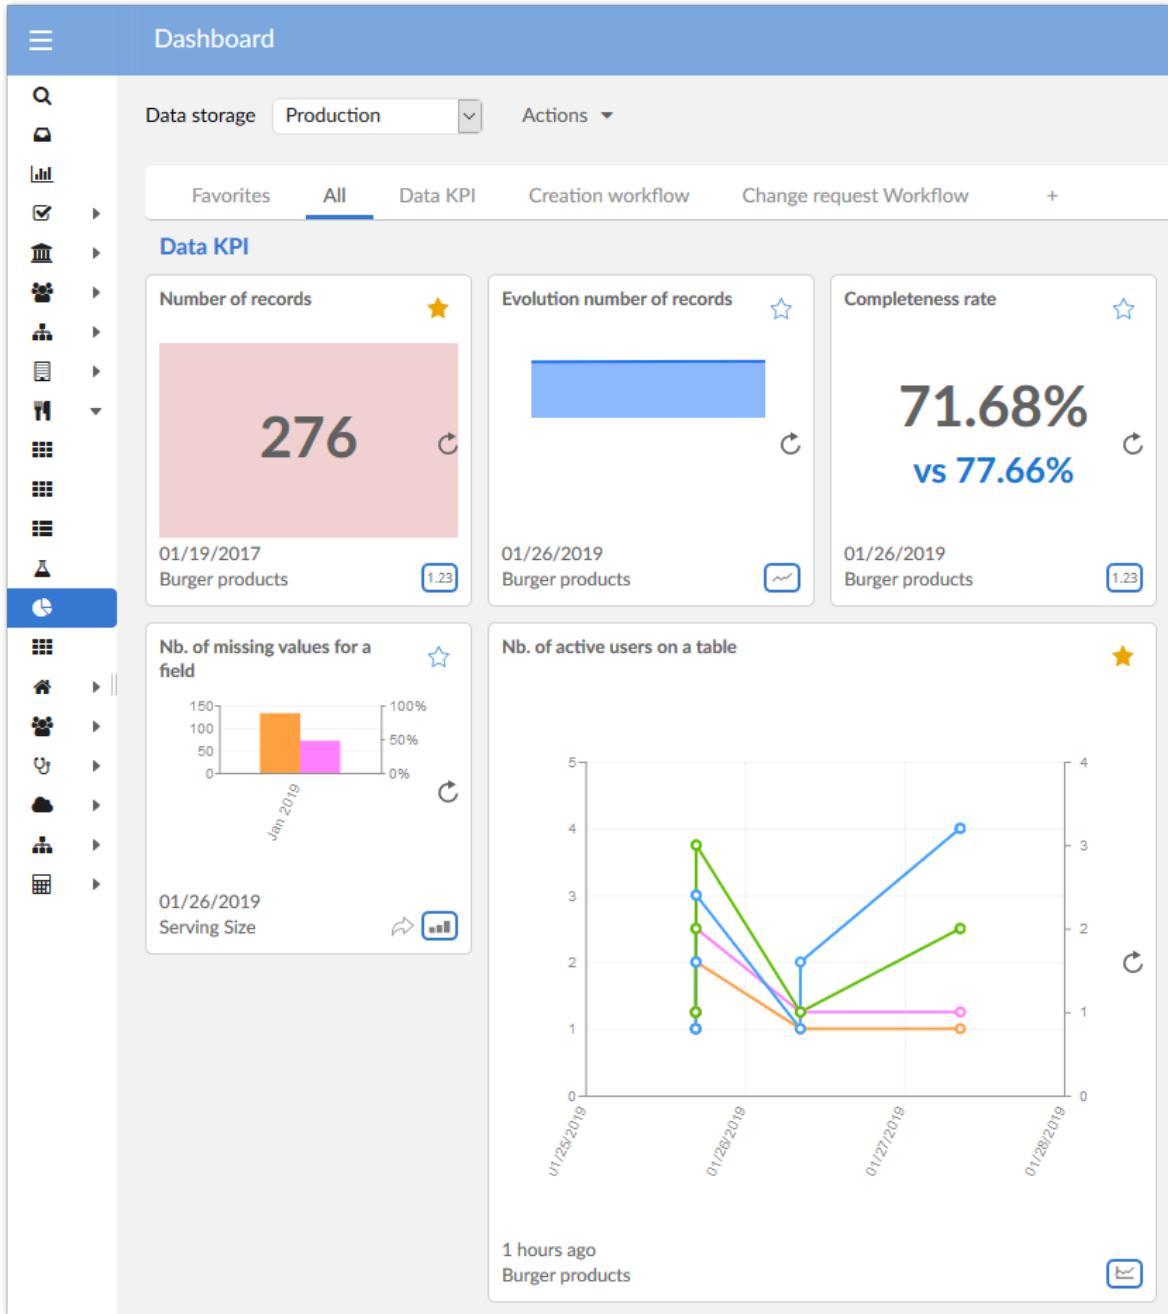 Dashboard
Data storage Production Actions
Favorites All Data KPI Creation workflow Change request Workflow +
Data KPI
Number of records
276
01/19/2017
Burger products
1.23
Evolution number of records
01/26/2019
Burger products
Completeness rate
71.68%
vs 77.66%
01/26/2019
Burger products
1.23
Nb. of missing values for a
field
150 100%
100
50 50%
0 0%
Jan 2019
01/26/2019
Serving Size
Nb. of active users on a table
5 4
4
3
3
2
2
1
1
0 0
01/25/2019 01/26/2019 01/27/2019 01/28/2019
1 hours ago
Burger products